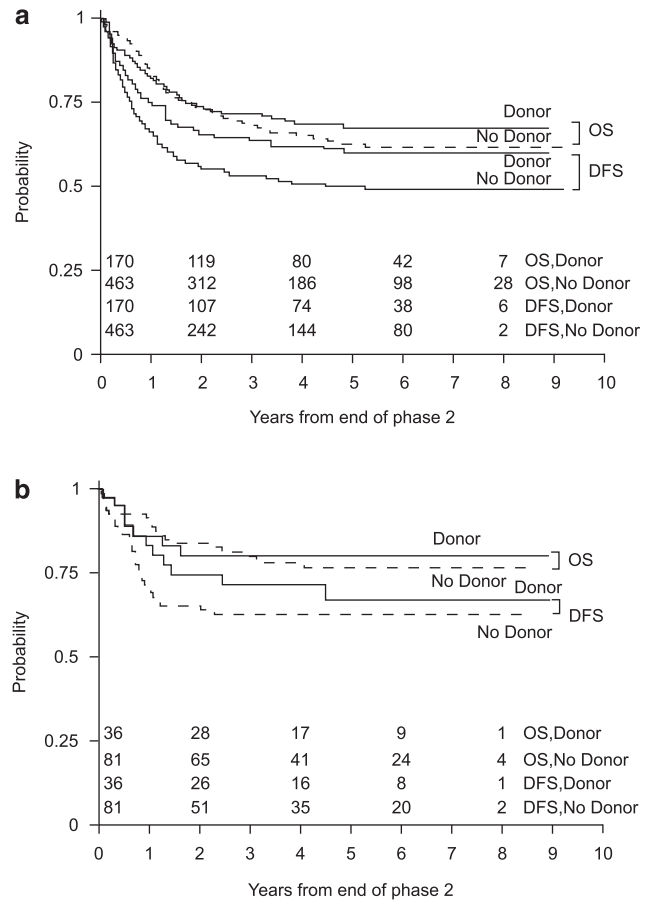 a
1
0.75
0.5
0.25
0
Probability
Donor
No Donor
OS
Donor
No Donor
DFS
170 119 80 42 7 OS,Donor
463 312 186 98 28 OS,No Donor
170 107 74 38 6 DFS,Donor
463 242 144 80 2 DFS,No Donor
0 1 2 3 4 5 6 7 8 9 10
Years from end of phase 2
b
1
0.75
0.5
0.25
0
Probability
Donor
OS
No Donor
Donor
DFS
No Donor
36 28 17 9 1 OS,Donor
81 65 41 24 4 OS,No Donor
36 26 16 8 1 DFS,Donor
81 51 35 20 2 DFS,No Donor
0 1 2 3 4 5 6 7 8 9 10
Years from end of phase 2